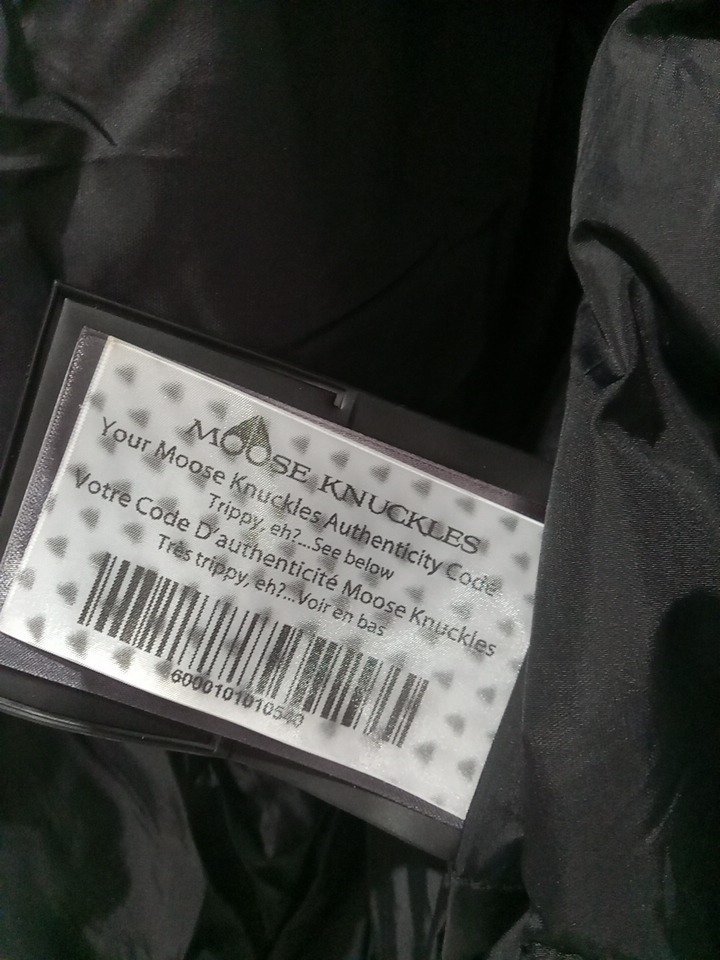 MOOSE KNUCKLES
Your Moose Knuckles Authenticity Code
Trippy, eh?...See below
Votre Code D'authenticité Moose Knuckles
Très trippy, eh?...Voir en bas
6000101010540